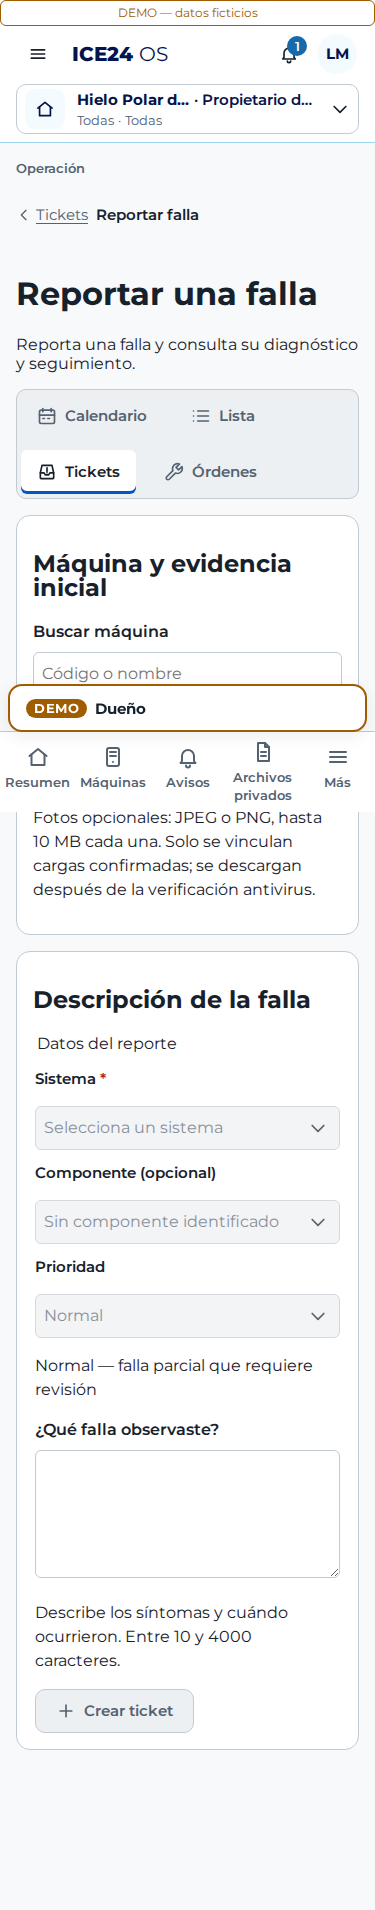 DEMO — datos ficticios
ICE24 OS
1
LM
Hielo Polar d... · Propietario d...
Todas · Todas
Operación
Tickets Reportar falla
Reportar una falla
Reporta una falla y consulta su diagnóstico
y seguimiento.
Calendario
Lista
Tickets
Órdenes
Máquina y evidencia
inicial
Buscar máquina
Código o nombre
DEMO Dueño
Resumen
Máquinas
Avisos
Archivos
privados
Más
Fotos opcionales: JPEG o PNG, hasta
10 MB cada una. Solo se vinculan
cargas confirmadas; se descargan
después de la verificación antivirus.
Descripción de la falla
Datos del reporte
Sistema *
Selecciona un sistema
Componente (opcional)
Sin componente identificado
Prioridad
Normal
Normal — falla parcial que requiere
revisión
¿Qué falla observaste?
Describe los síntomas y cuándo
ocurrieron. Entre 10 y 4000
caracteres.
Crear ticket